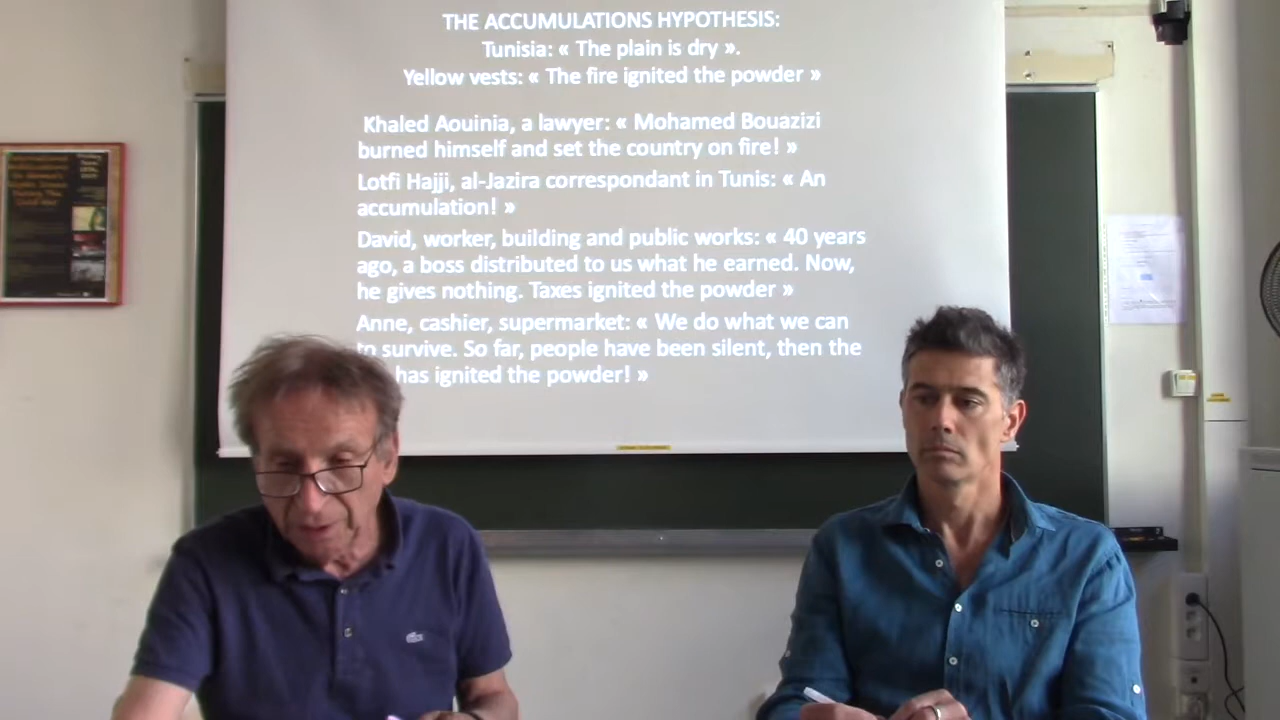 THE ACCUMULATIONS HYPOTHESIS:
Tunisia: « The plain is dry ».
Yellow vests: « The fire ignited the powder »
Khaled Aouinia, a lawyer: « Mohamed Bouazizi
burned himself and set the country on fire! »
Lotfi Hajji, al-Jazira correspondant in Tunis: « An
accumulation! »
David, worker, building and public works: « 40 years
ago, a boss distributed to us what he earned. Now,
he gives nothing. Taxes ignited the powder »
Anne, cashier, supermarket: « We do what we can
to survive. So far, people have been silent, then the
has ignited the powder! »